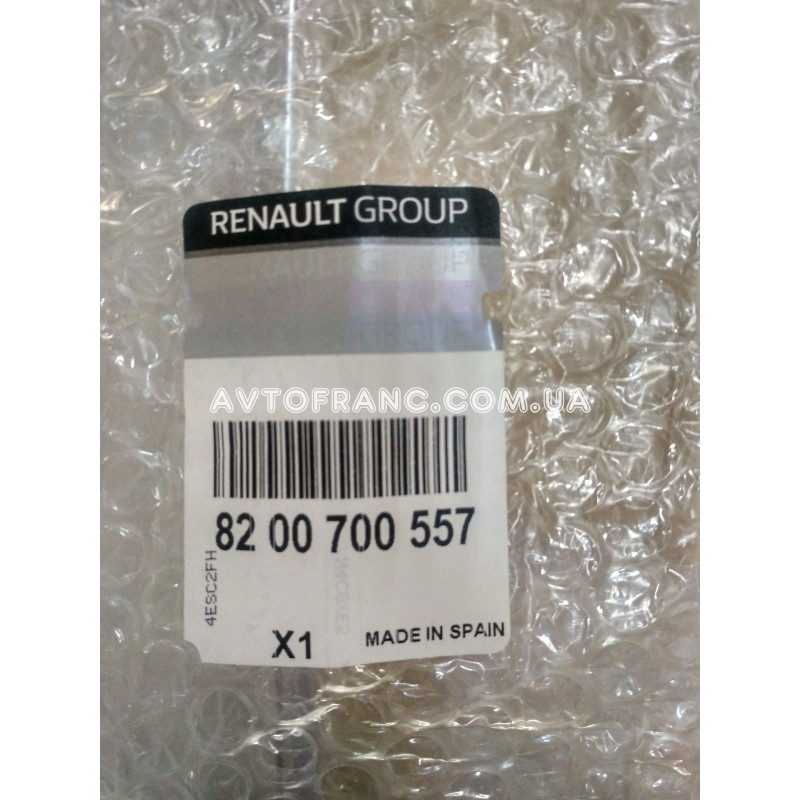 RENAULT GROUP
AVTOFRANC.COM.UA
82 00 700 557
4ESC2FH
X1
MADE IN SPAIN